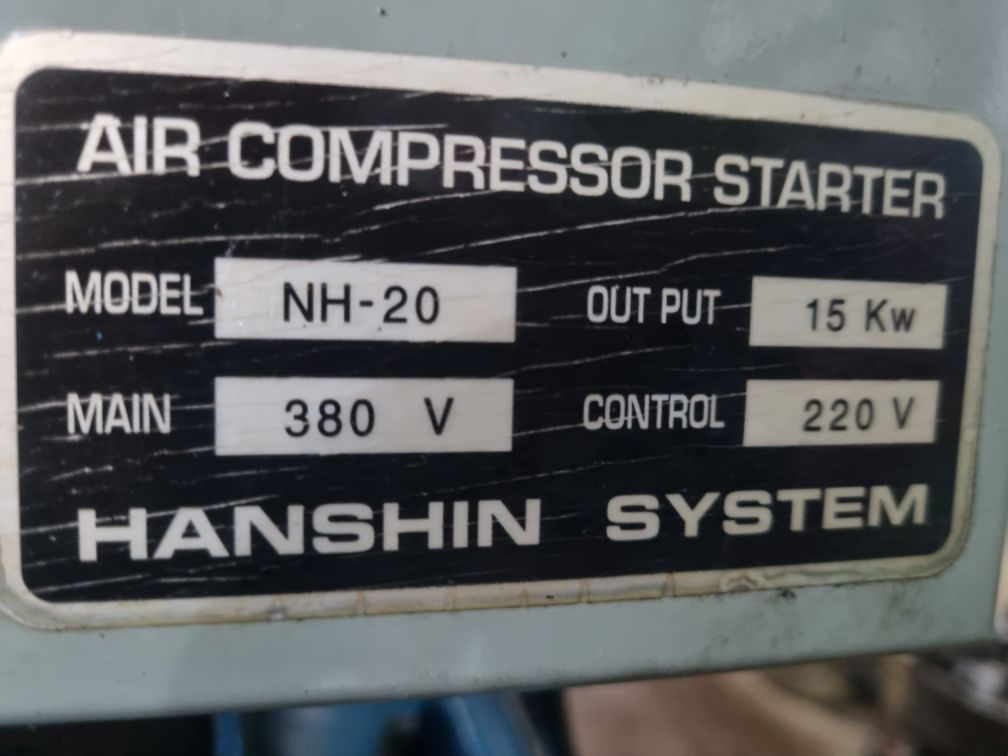 AIR COMPRESSOR STARTER
MODEL NH-20 OUT PUT 15 Kw
MAIN 380 V CONTROL 220 V
HANSHIN SYSTEM